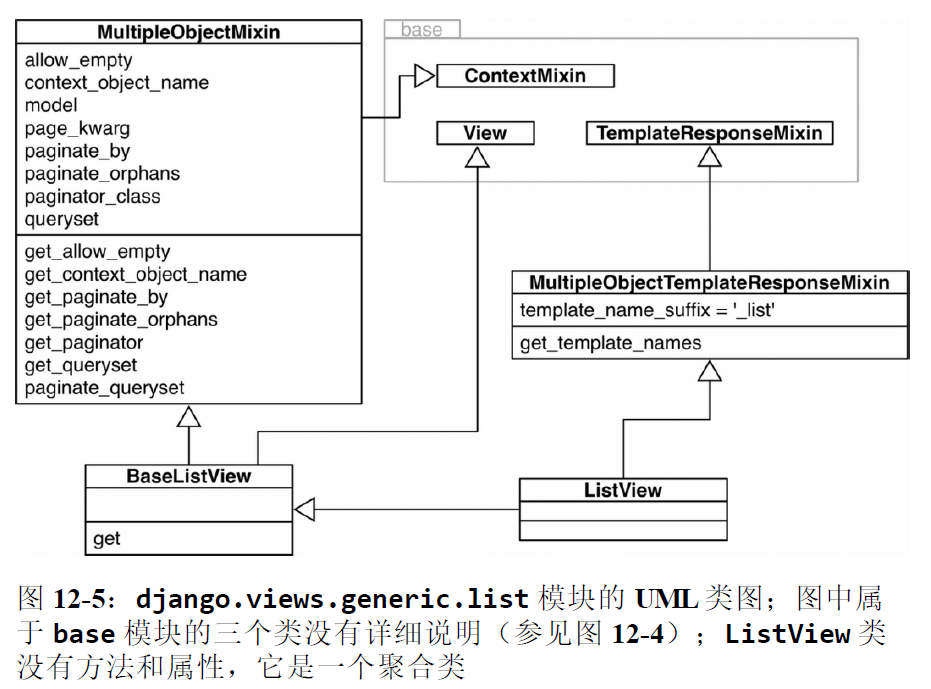 MultipleObjectMixin
allow_empty
context_object_name
model
page_kwarg
paginate_by
paginate_orphans
paginator_class
queryset
get_allow_empty
get_context_object_name
get_paginate_by
get_paginate_orphans
get_paginator
get_queryset
paginate_queryset
base
ContextMixin
View
TemplateResponseMixin
MultipleObjectTemplateResponseMixin
template_name_suffix = '_list'
get_template_names
BaseListView
get
ListView
图 12-5：django.views.generic.list 模块的 UML 类图；图中属
于 base 模块的三个类没有详细说明（参见图 12-4）；ListView 类
没有方法和属性，它是一个聚合类